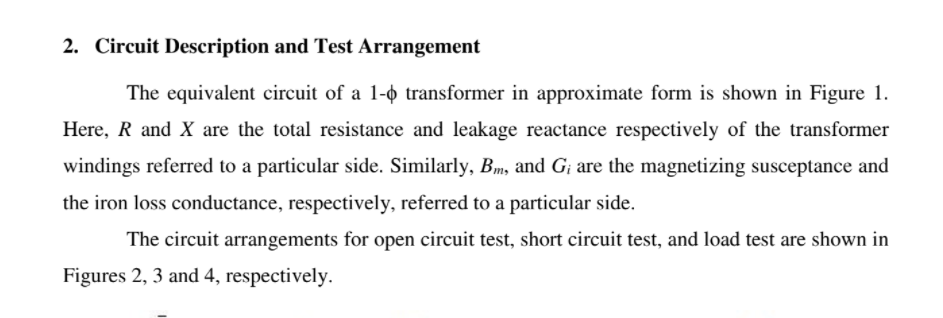 2. Circuit Description and Test Arrangement
The equivalent circuit of a 1-ϕ transformer in approximate form is shown in Figure 1.
Here, R and X are the total resistance and leakage reactance respectively of the transformer
windings referred to a particular side. Similarly, Bm, and Gi are the magnetizing susceptance and
the iron loss conductance, respectively, referred to a particular side.
The circuit arrangements for open circuit test, short circuit test, and load test are shown in
Figures 2, 3 and 4, respectively.